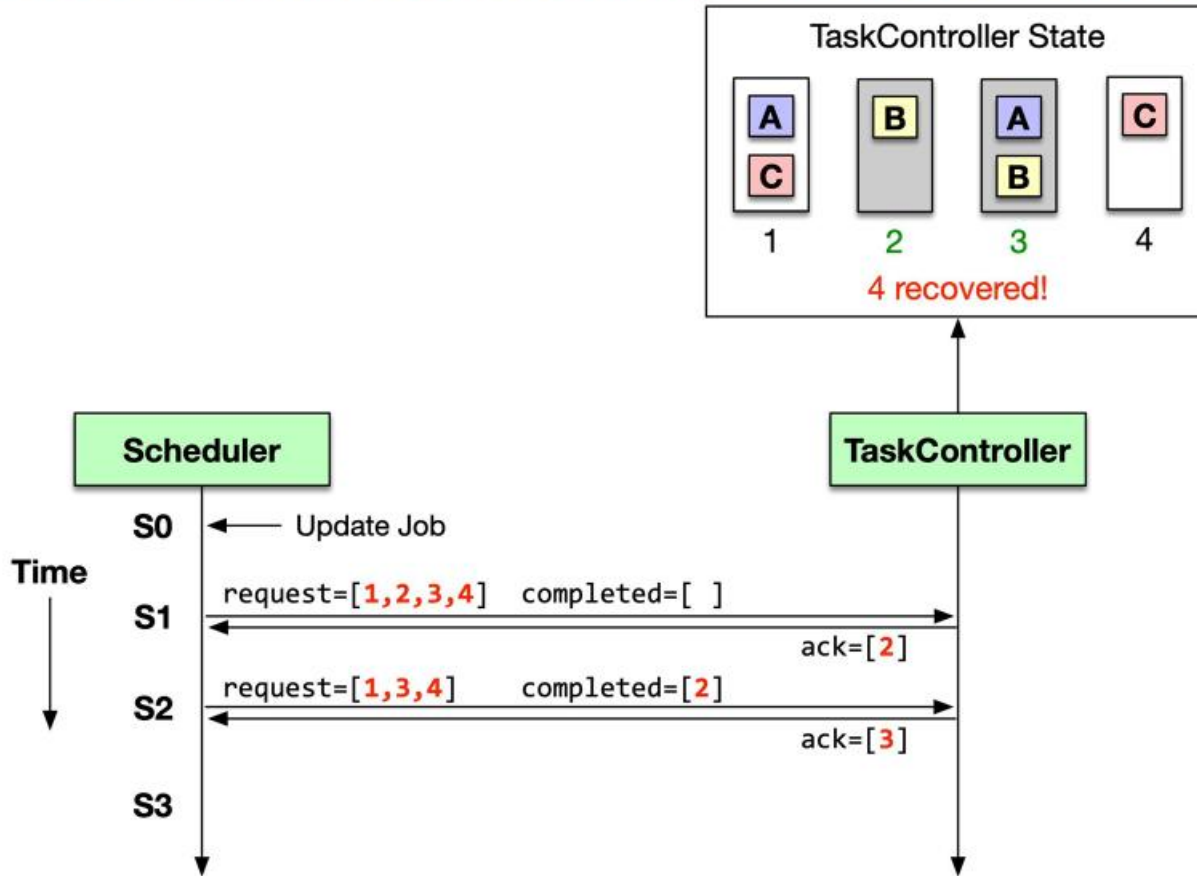 TaskController State
A B A C
C B
1 2 3 4
4 recovered!
Scheduler TaskController
S0 Update Job
Time
request=[1,2,3,4] completed=[ ]
S1
ack=[2]
request=[1,3,4] completed=[2]
S2
ack=[3]
S3